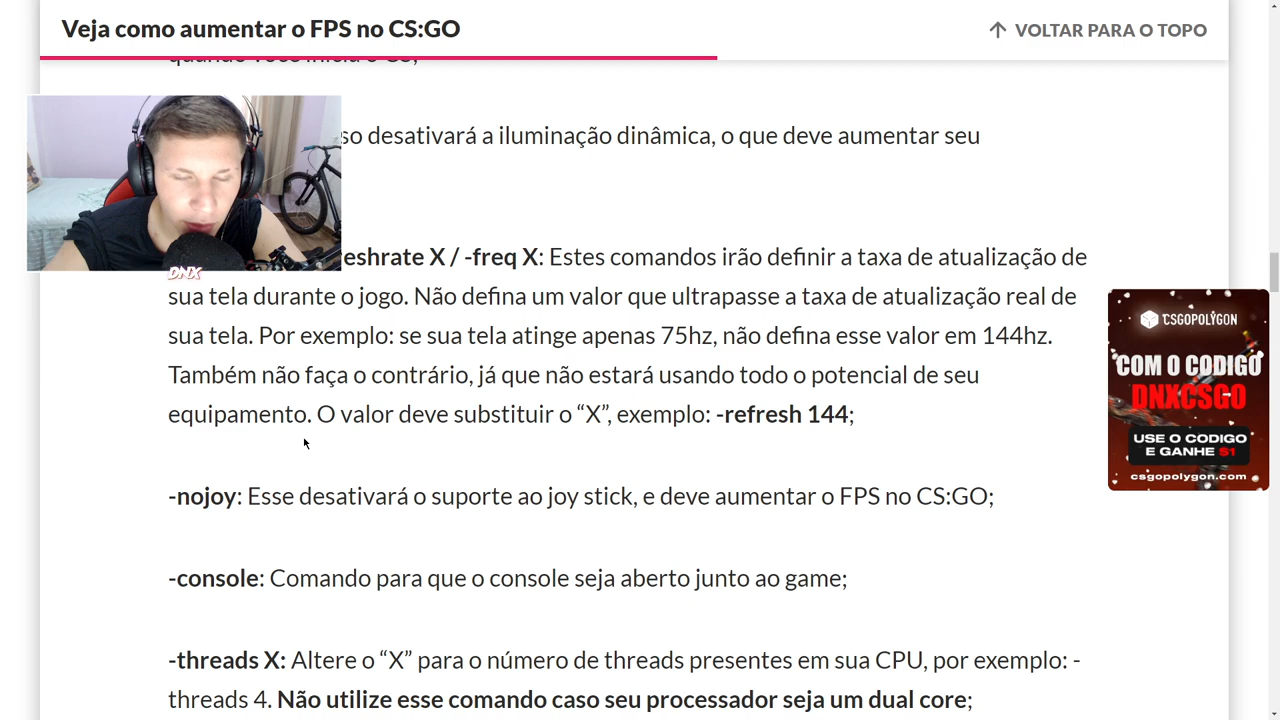 Veja como aumentar o FPS no CS:GO
VOLTAR PARA O TOPO
so desativará a iluminação dinâmica, o que deve aumentar seu
eshrate X / -freq X: Estes comandos irão definir a taxa de atualização de
sua tela durante o jogo. Não defina um valor que ultrapasse a taxa de atualização real de
sua tela. Por exemplo: se sua tela atinge apenas 75hz, não defina esse valor em 144hz.
Também não faça o contrário, já que não estará usando todo o potencial de seu
equipamento. O valor deve substituir o “X”, exemplo: -refresh 144;
-nojoy: Esse desativará o suporte ao joy stick, e deve aumentar o FPS no CS:GO;
-console: Comando para que o console seja aberto junto ao game;
-threads X: Altere o “X” para o número de threads presentes em sua CPU, por exemplo: -
threads 4. Não utilize esse comando caso seu processador seja um dual core;
DNX
CSGOPOLYGON
COM O CODIGO
DNXCSGO
USE O CODIGO
E GANHE $1
csgopolygon.com